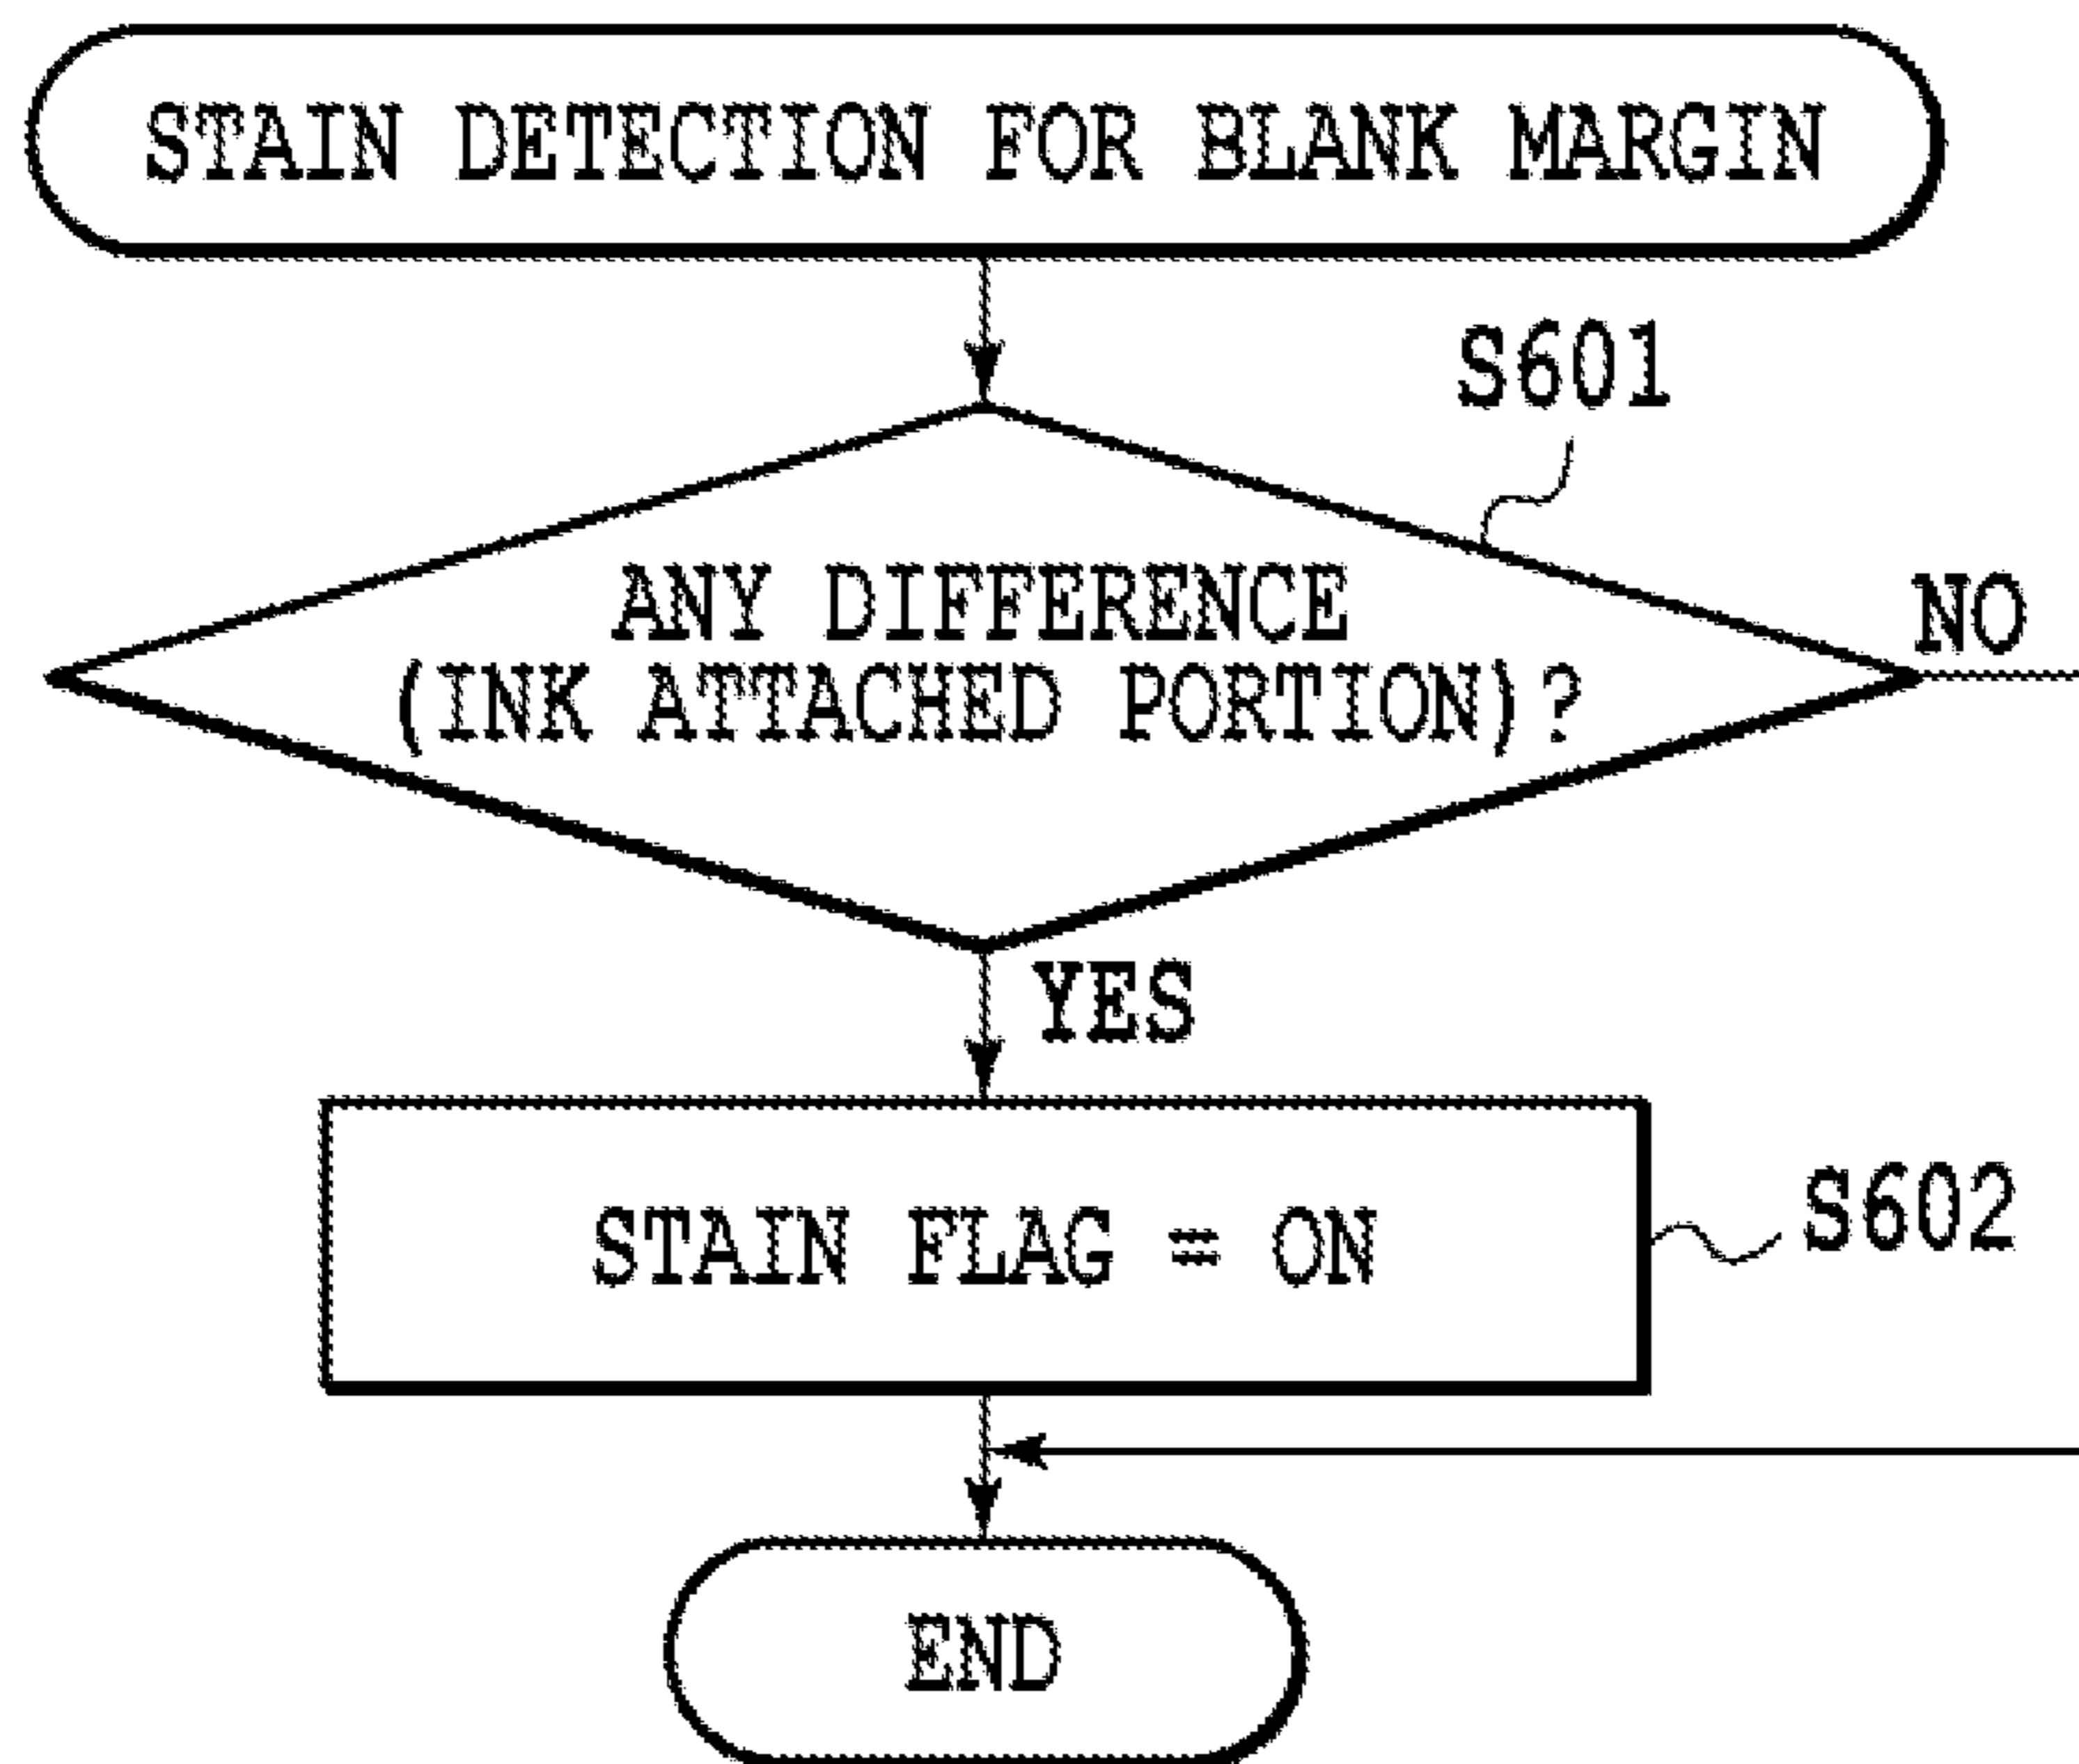 STAIN DETECTION FOR BLANK MARGIN
S601
ANY DIFFERENCE
(INK ATTACHED PORTION)?
NO
YES
STAIN FLAG = ON
S602
END